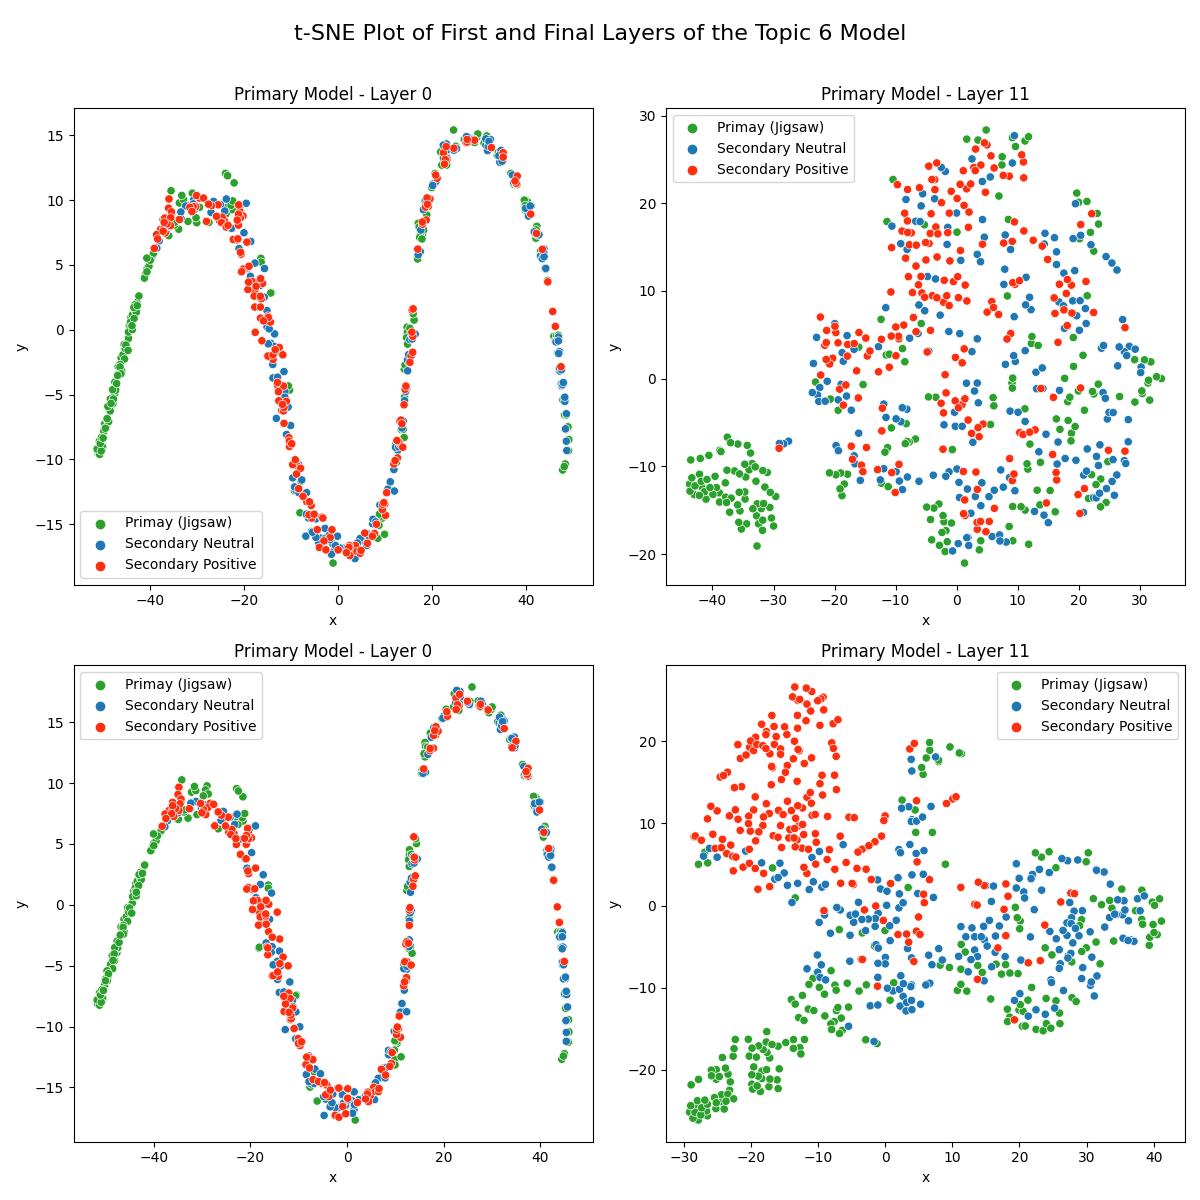 t-SNE Plot of First and Final Layers of the Topic 6 Model
Primary Model - Layer 0
15
10
5
0
−5
−10
−15
y
Primay (Jigsaw)
Secondary Neutral
Secondary Positive
−40
−20
0
20
40
x
Primary Model - Layer 11
30
20
10
0
−10
−20
y
Primay (Jigsaw)
Secondary Neutral
Secondary Positive
−40
−30
−20
−10
0
10
20
30
x
Primary Model - Layer 0
15
10
5
0
−5
−10
−15
y
Primay (Jigsaw)
Secondary Neutral
Secondary Positive
−40
−20
0
20
40
x
Primary Model - Layer 11
20
10
0
−10
−20
y
Primay (Jigsaw)
Secondary Neutral
Secondary Positive
−30
−20
−10
0
10
20
30
40
x